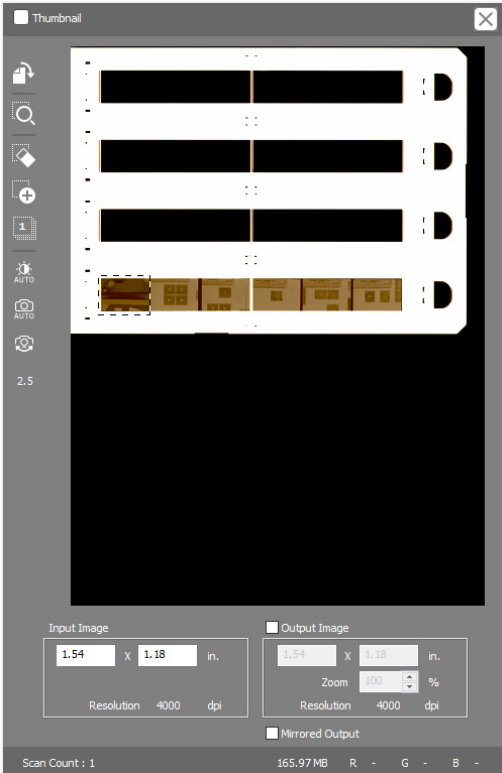 Thumbnail
1
AUTO
AUTO
2.5
Input Image
1.54 X 1.18 in.
Resolution 4000 dpi
Output Image
1.54 X 1.18 in.
Zoom 100 %
Resolution 4000 dpi
Mirrored Output
Scan Count : 1 165.97 MB R - G - B -